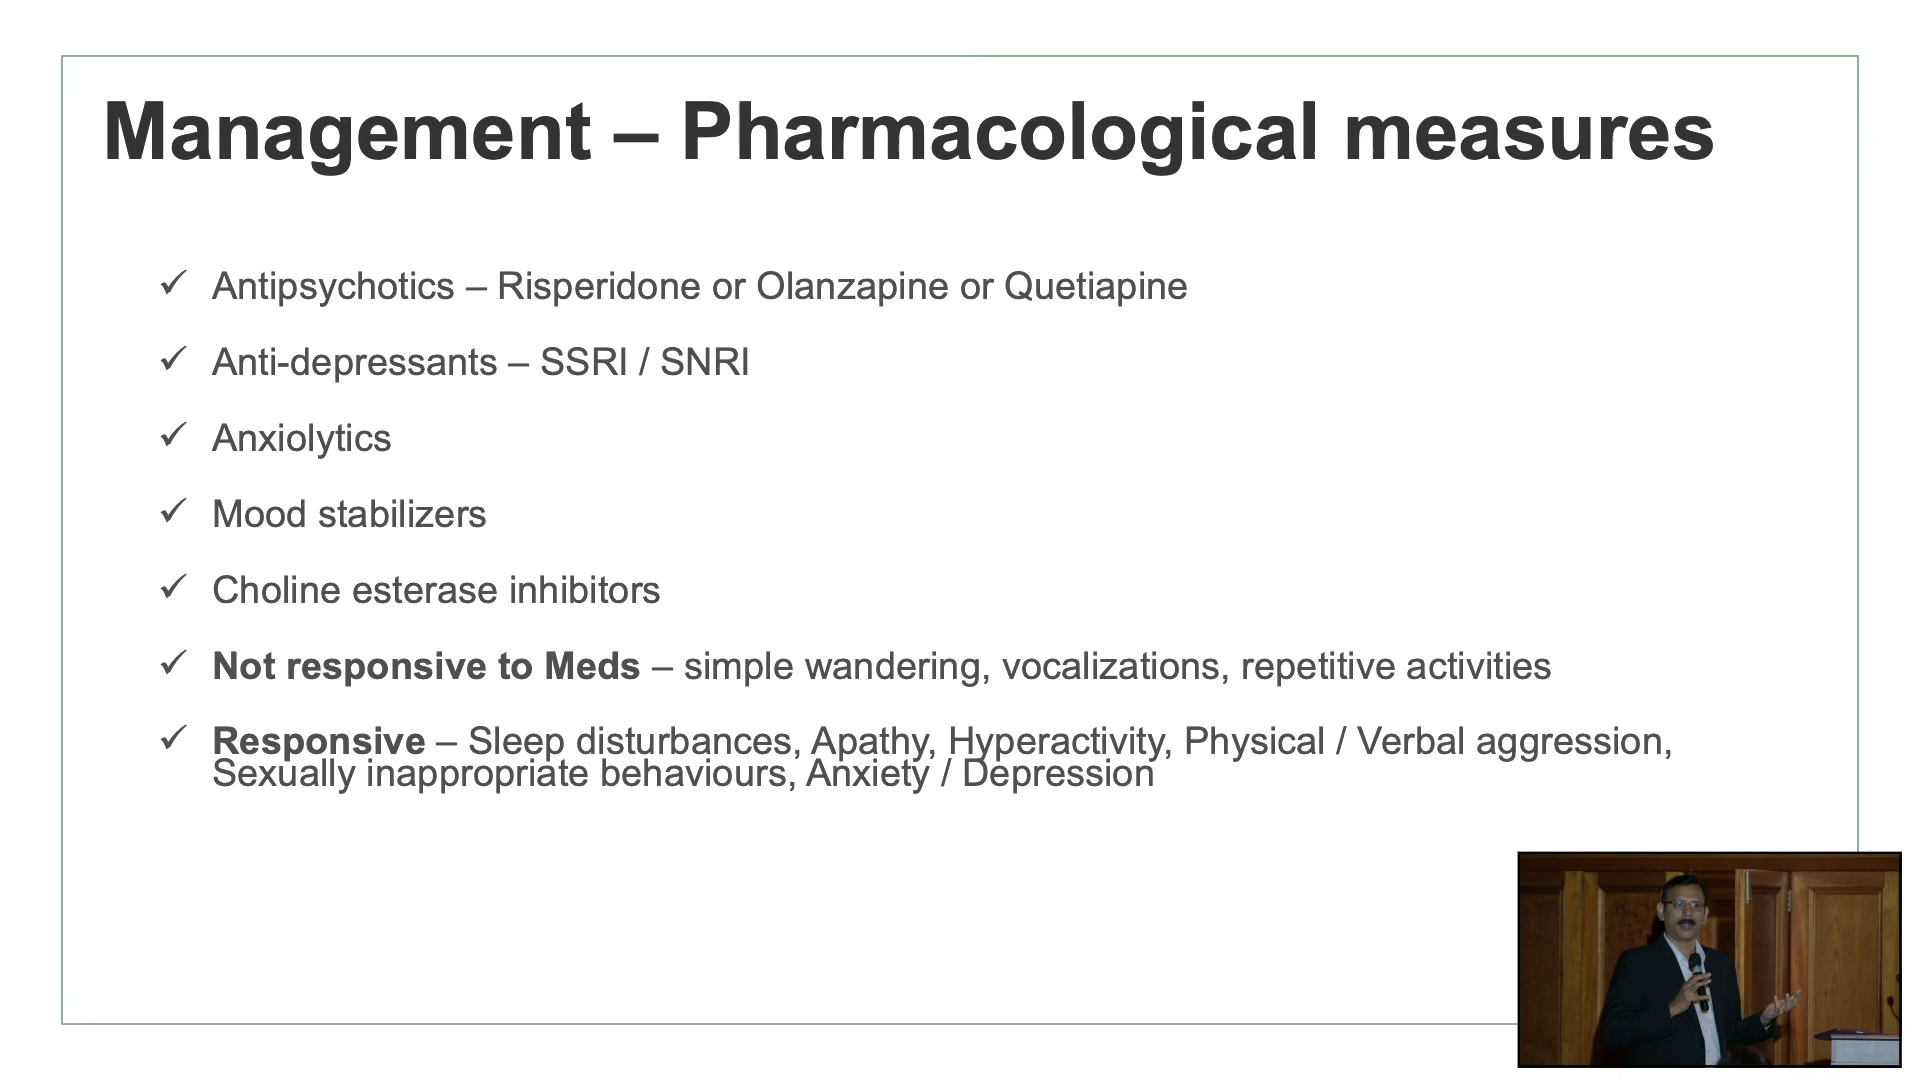 Management – Pharmacological measures
✓ Antipsychotics – Risperidone or Olanzapine or Quetiapine
✓ Anti-depressants – SSRI / SNRI
✓ Anxiolytics
✓ Mood stabilizers
✓ Choline esterase inhibitors
✓ Not responsive to Meds – simple wandering, vocalizations, repetitive activities
✓ Responsive – Sleep disturbances, Apathy, Hyperactivity, Physical / Verbal aggression,
Sexually inappropriate behaviours, Anxiety / Depression